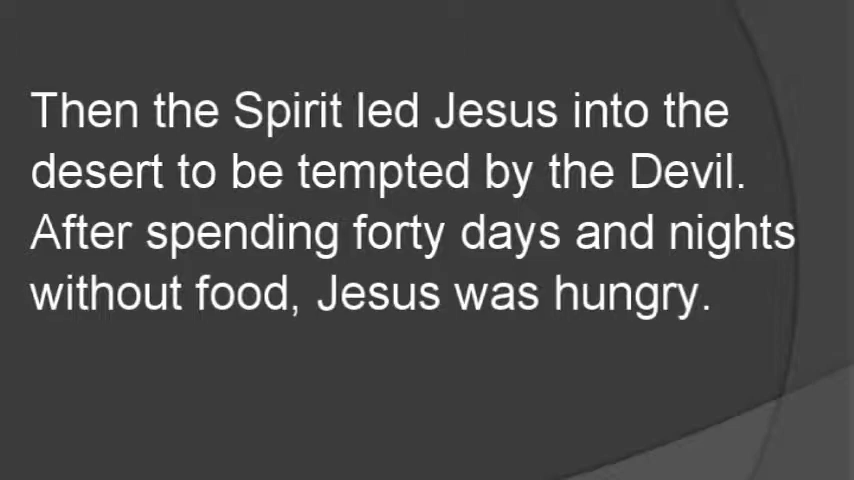 Then the Spirit led Jesus into the
desert to be tempted by the Devil.
After spending forty days and nights
without food, Jesus was hungry.